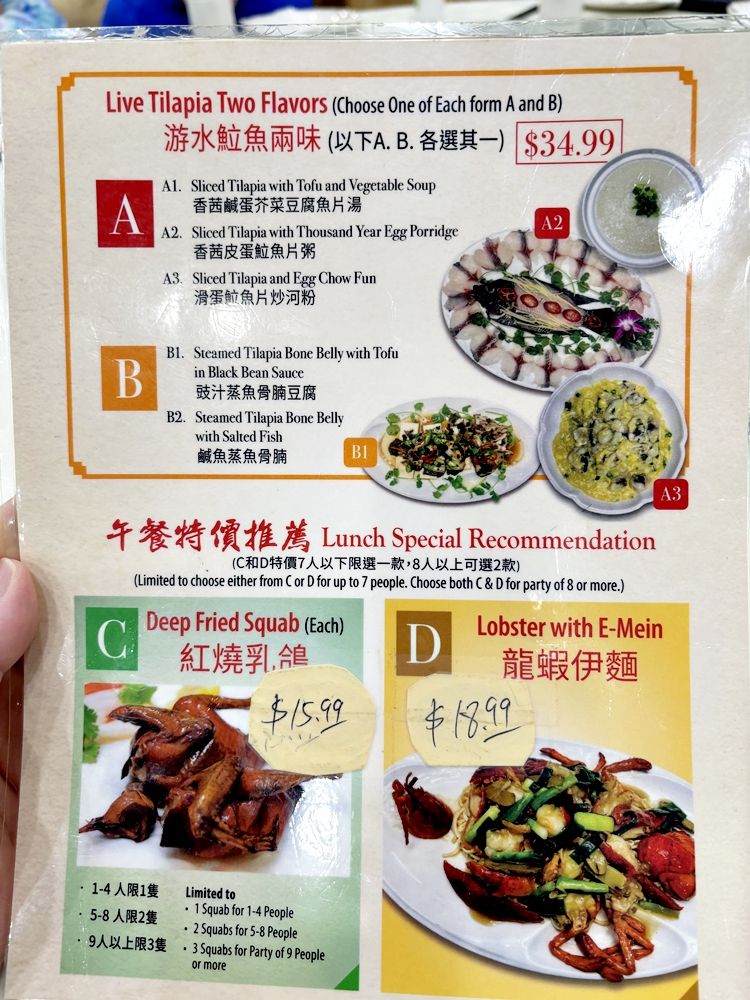 Live Tilapia Two Flavors (Choose One of Each form A and B)
游水䱀魚兩味 (以下A. B. 各選其一) $34.99
A
A1. Sliced Tilapia with Tofu and Vegetable Soup
香茜鹹蛋芥菜豆腐魚片湯
A2. Sliced Tilapia with Thousand Year Egg Porridge
香茜皮蛋䱀魚片粥
A3. Sliced Tilapia and Egg Chow Fun
滑蛋䱀魚片炒河粉
A2
B
B1. Steamed Tilapia Bone Belly with Tofu
in Black Bean Sauce
豉汁蒸魚骨腩豆腐
B2. Steamed Tilapia Bone Belly
with Salted Fish
鹹魚蒸魚骨腩
B1
A3
午餐特價推薦 Lunch Special Recommendation
(C和D特價7人以下限選一款,8人以上可選2款)
(Limited to choose either from C or D for up to 7 people. Choose both C & D for party of 8 or more.)
C
Deep Fried Squab (Each)
紅燒乳鴿
$15.99
· 1-4 人限1隻
· 5-8 人限2隻
· 9人以上限3隻
Limited to
· 1 Squab for 1-4 People
· 2 Squabs for 5-8 People
· 3 Squabs for Party of 9 People
or more
D
Lobster with E-Mein
龍蝦伊麵
$18.99